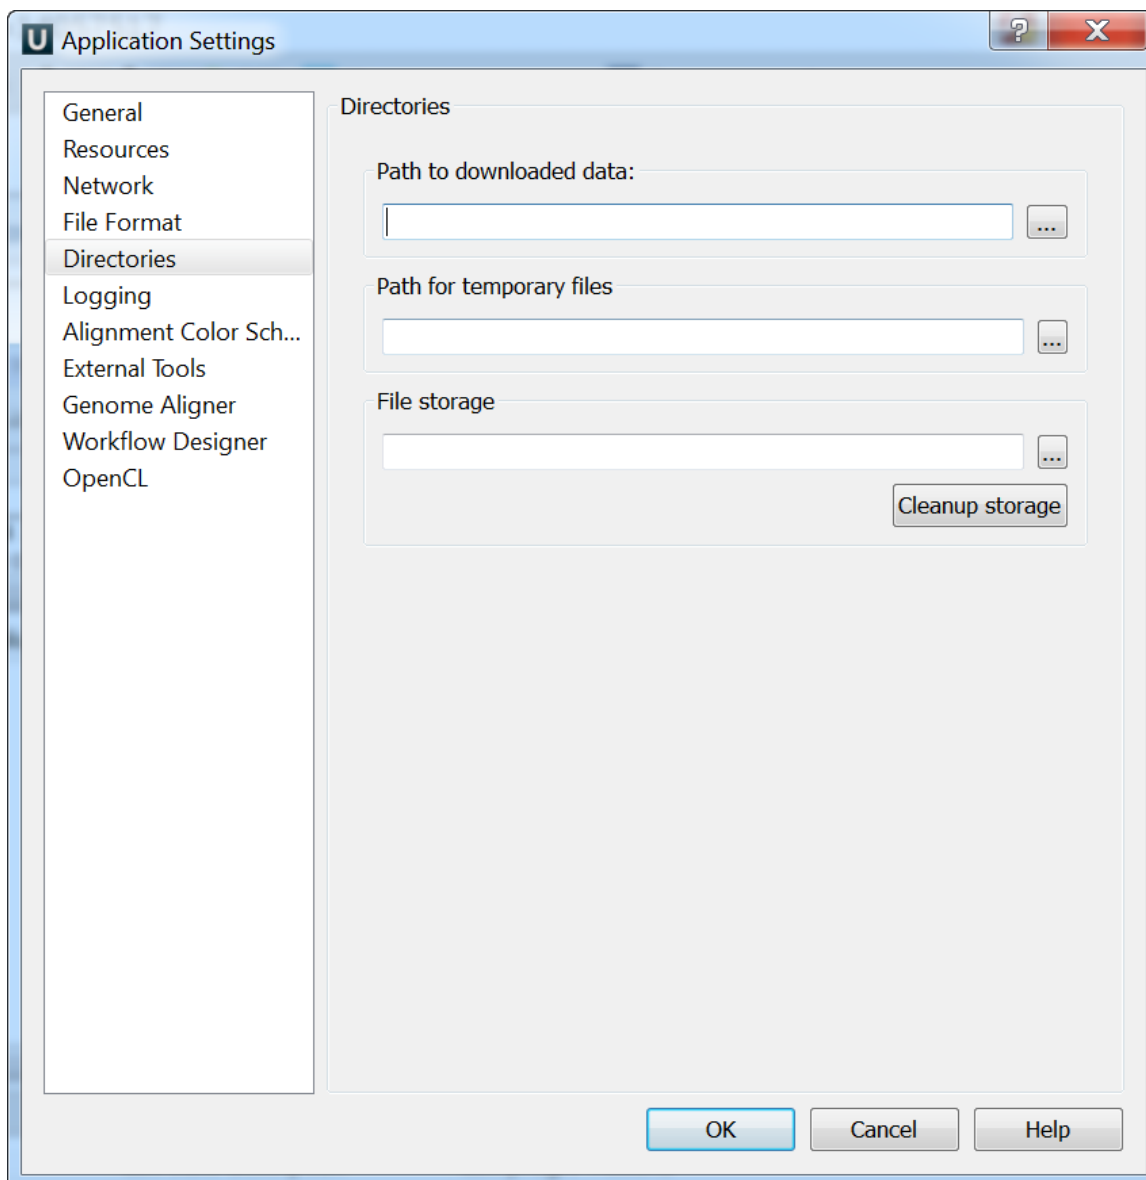 U Application Settings
?
X
General
Resources
Network
File Format
Directories
Logging
Alignment Color Sch...
External Tools
Genome Aligner
Workflow Designer
OpenCL
Directories
Path to downloaded data:
...
Path for temporary files
...
File storage
...
Cleanup storage
OK
Cancel
Help